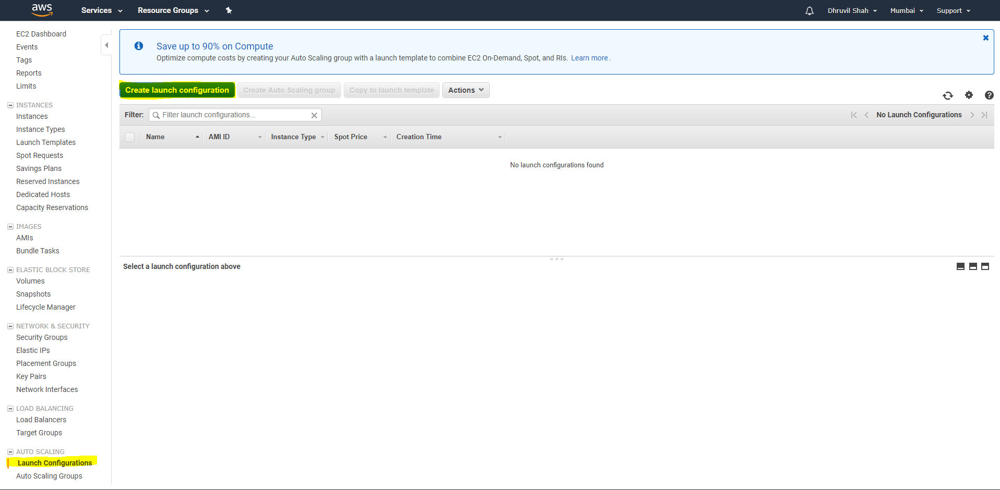 aws Services Resource Groups Dhruvil Shah Mumbai Support
EC2 Dashboard
Events
Tags
Reports
Limits
INSTANCES
Instances
Instance Types
Launch Templates
Spot Requests
Savings Plans
Reserved Instances
Dedicated Hosts
Capacity Reservations
IMAGES
AMIs
Bundle Tasks
ELASTIC BLOCK STORE
Volumes
Snapshots
Lifecycle Manager
NETWORK & SECURITY
Security Groups
Elastic IPs
Placement Groups
Key Pairs
Network Interfaces
LOAD BALANCING
Load Balancers
Target Groups
AUTO SCALING
Launch Configurations
Auto Scaling Groups
Save up to 90% on Compute
Optimize compute costs by creating your Auto Scaling group with a launch template to combine EC2 On-Demand, Spot, and RIs. Learn more.
Create launch configuration Create Auto Scaling group Copy to launch template Actions
Filter: Filter launch configurations... No Launch Configurations
Name AMI ID Instance Type Spot Price Creation Time
No launch configurations found
Select a launch configuration above